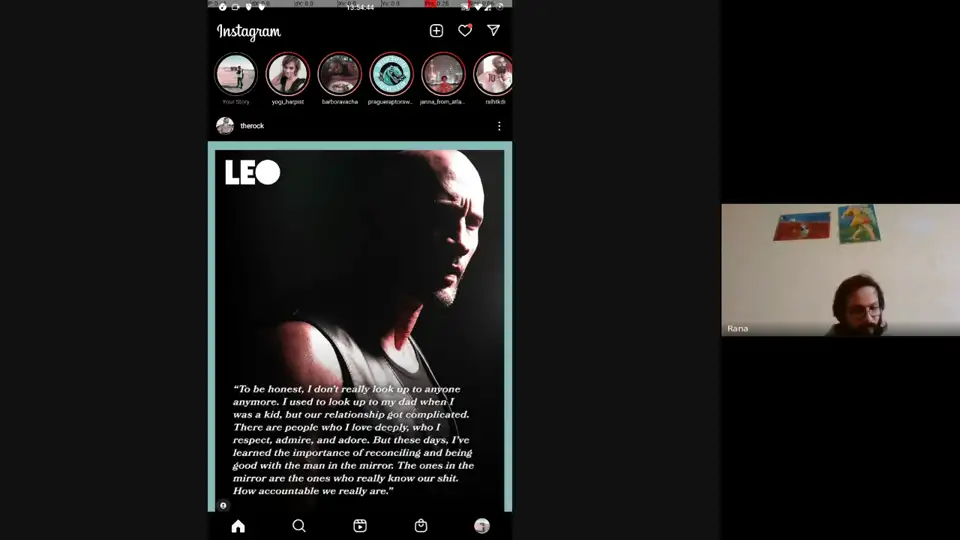 13:54:44
Instagram
Your Story
yogi_harpist
barboravacha
pragueraptorsw...
janna_from_atla...
therock
LEO
"To be honest, I don't really look up to anyone
anymore. I used to look up to my dad when I
was a kid, but our relationship got complicated.
There are people who I love deeply, who I
respect, admire, and adore. But these days, I've
learned the importance of reconciling and being
good with the man in the mirror. The ones in the
mirror are the ones who really know our shit.
How accountable we really are."
Rana